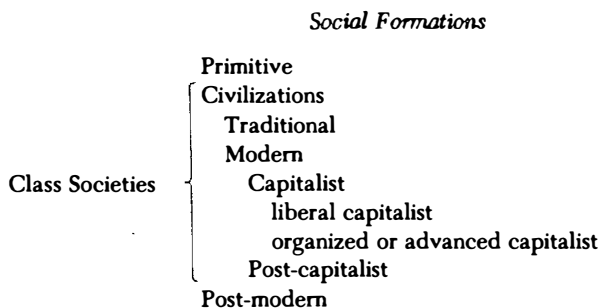 Social Formations
Primitive
Civilizations
Traditional
Modern
Class Societies
Capitalist
liberal capitalist
organized or advanced capitalist
Post-capitalist
Post-modern